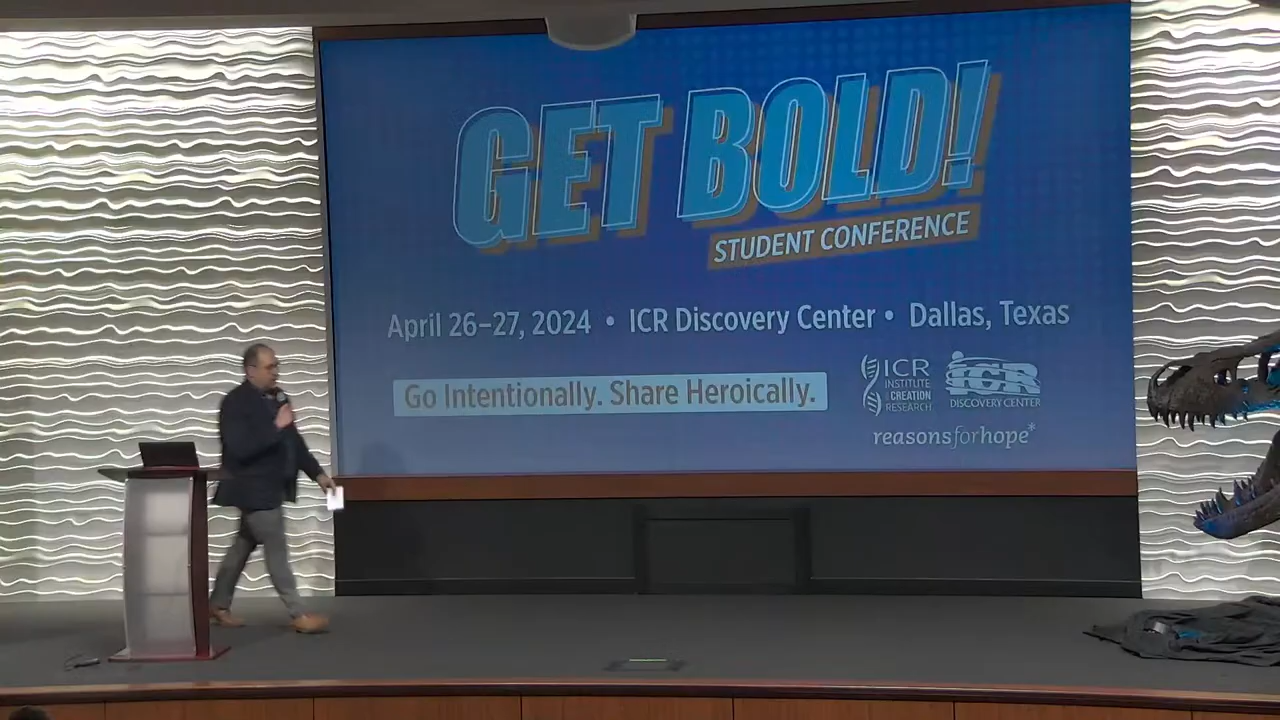 GET BOLD!
STUDENT CONFERENCE
April 26–27, 2024 • ICR Discovery Center • Dallas, Texas
Go Intentionally. Share Heroically.
ICR
INSTITUTE
for CREATION
RESEARCH
ICR
DISCOVERY CENTER
reasonsforhope*